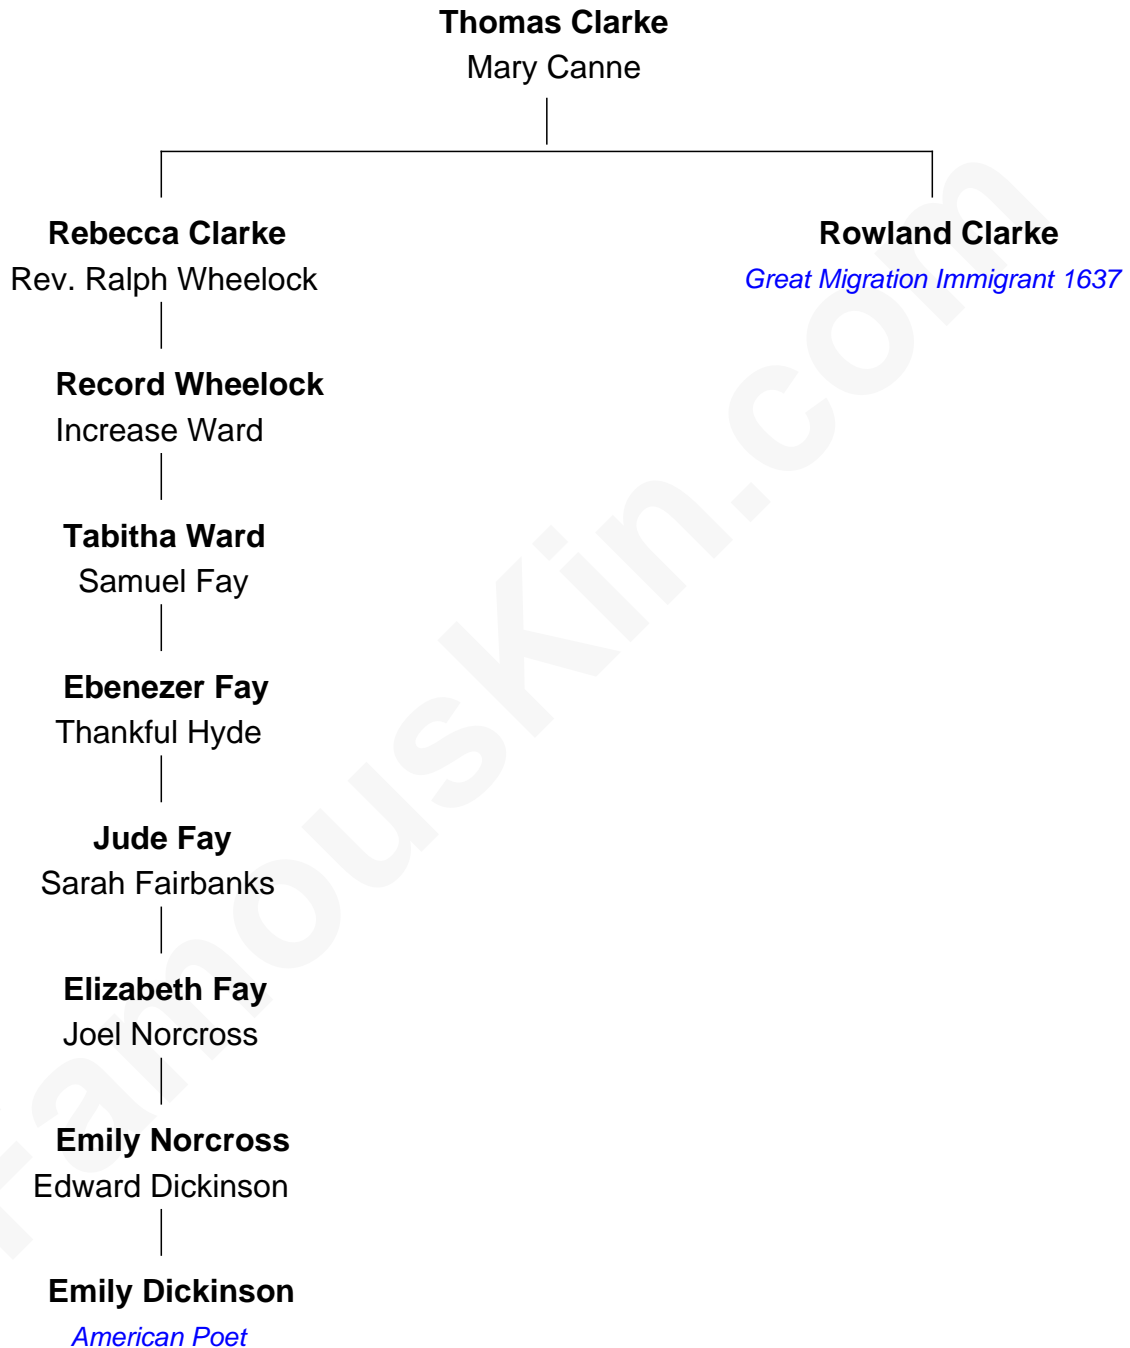 Thomas Clarke
Mary Canne
Rebecca Clarke
Rev. Ralph Wheelock
Rowland Clarke
Great Migration Immigrant 1637
Record Wheelock
Increase Ward
Tabitha Ward
Samuel Fay
Ebenezer Fay
Thankful Hyde
Jude Fay
Sarah Fairbanks
Elizabeth Fay
Joel Norcross
Emily Norcross
Edward Dickinson
Emily Dickinson
American Poet
FamousKin.com